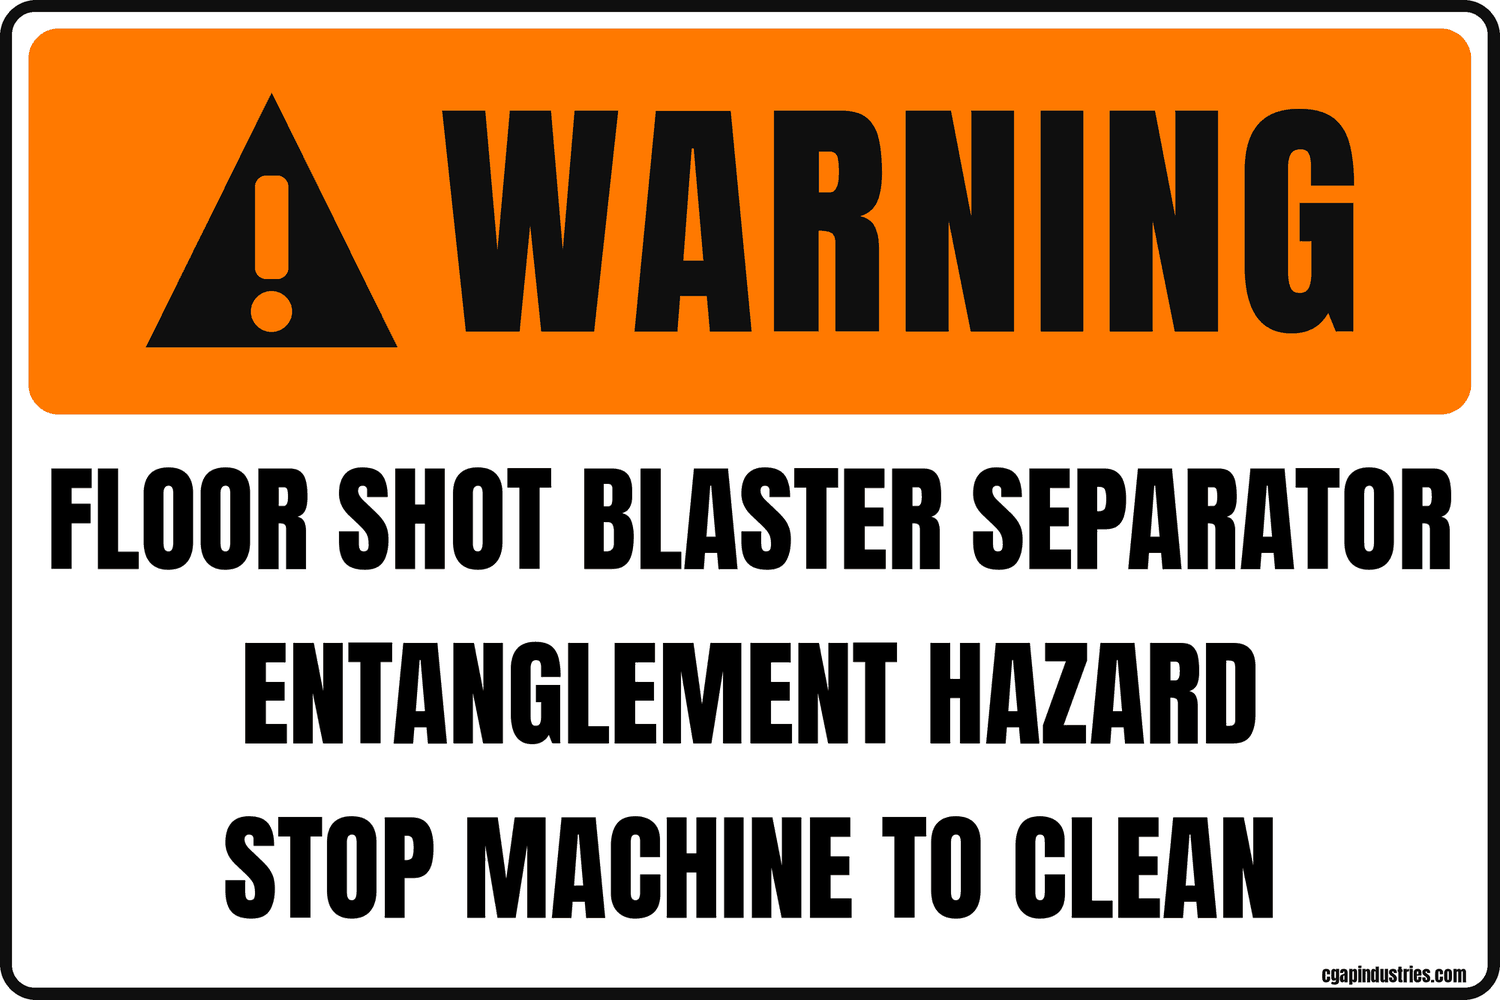 WARNING
FLOOR SHOT BLASTER SEPARATOR
ENTANGLEMENT HAZARD
STOP MACHINE TO CLEAN
cgapindustries.com